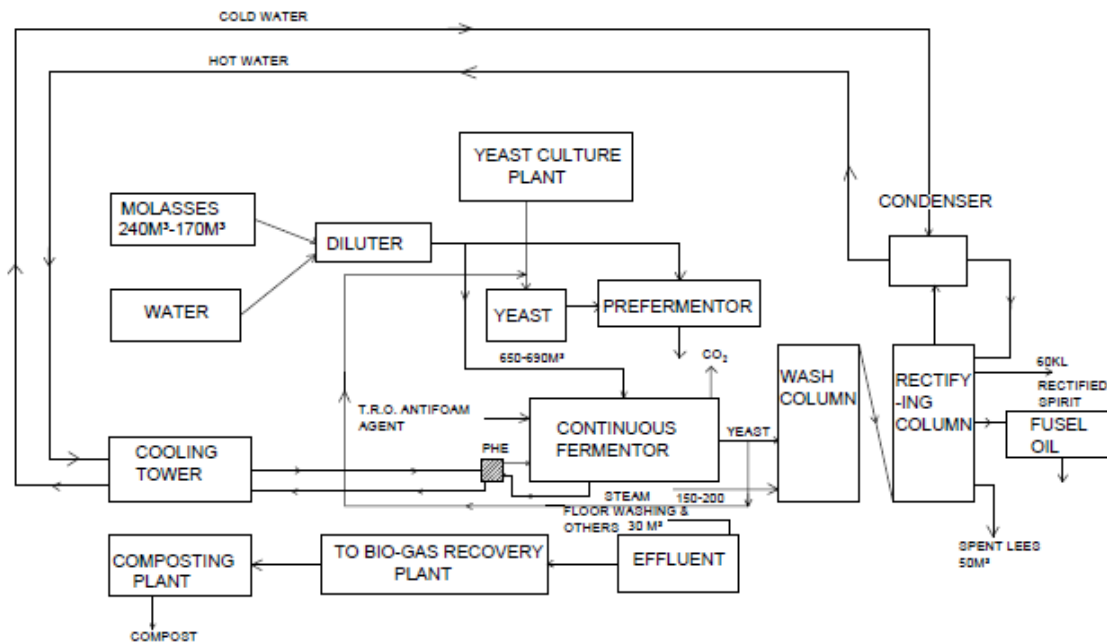 COLD WATER
HOT WATER
YEAST CULTURE
PLANT
MOLASSES
240M³-170M³
DILUTER
CONDENSER
WATER
YEAST
PREFERMENTOR
650-690M³
CO₂
WASH
COLUMN
RECTIFY
-ING
COLUMN
60KL
RECTIFIED
SPIRIT
T.R.O. ANTIFOAM
AGENT
CONTINUOUS
FERMENTOR
YEAST
FUSEL
OIL
COOLING
TOWER
PHE
STEAM
150-200
FLOOR WASHING &
OTHERS 30 M³
SPENT LEES
50M³
COMPOSTING
PLANT
TO BIO-GAS RECOVERY
PLANT
EFFLUENT
COMPOST